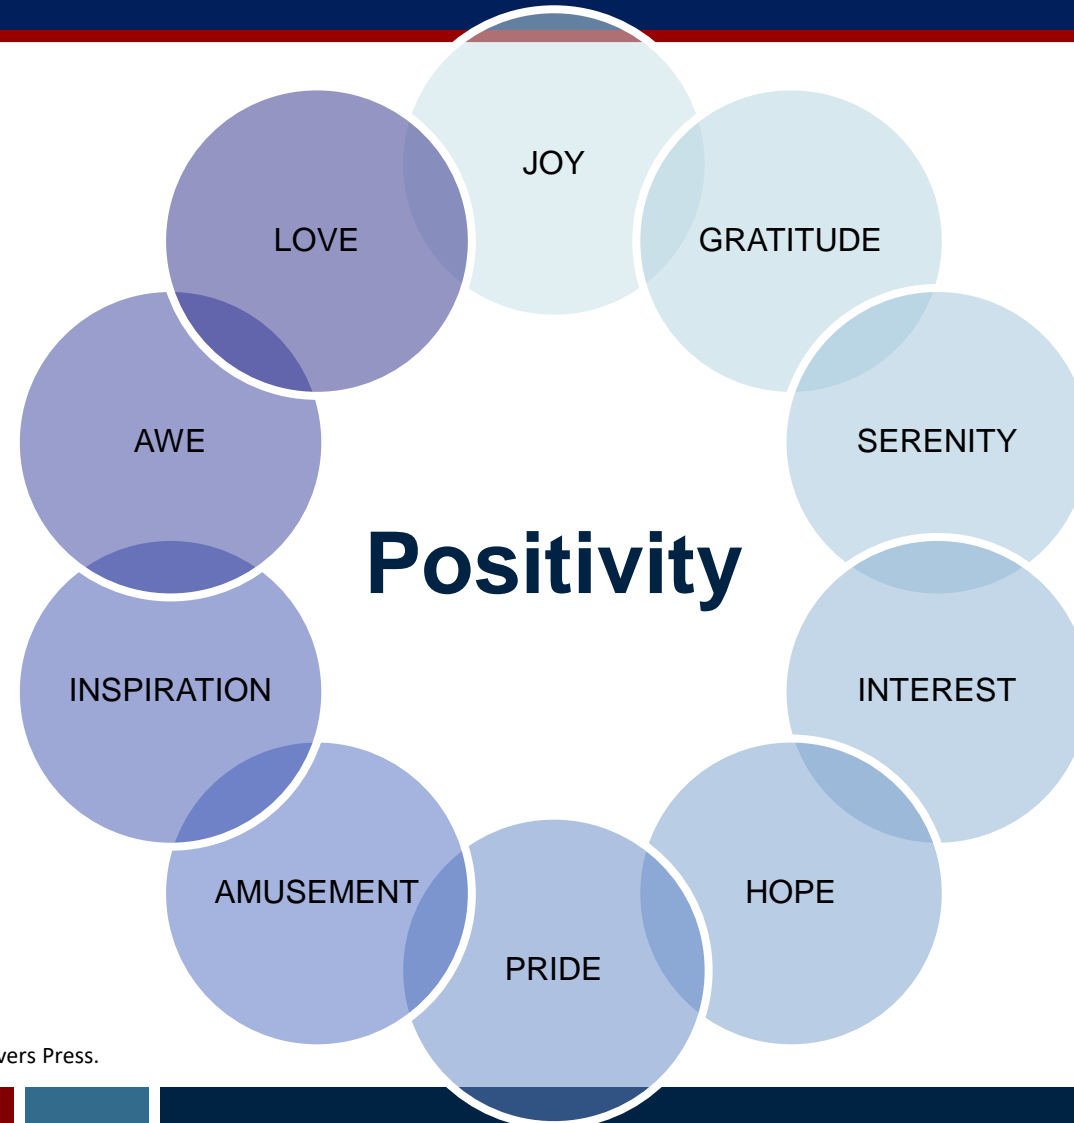 JOY
GRATITUDE
SERENITY
INTEREST
HOPE
PRIDE
AMUSEMENT
INSPIRATION
AWE
LOVE
Positivity
vers Press.